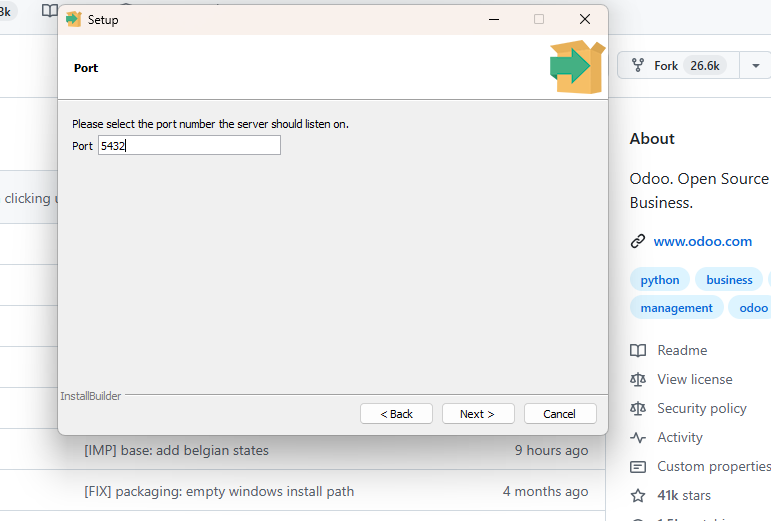 3k
Setup
Port
Please select the port number the server should listen on.
Port 5432
InstallBuilder
< Back
Next >
Cancel
clicking
[IMP] base: add belgian states
9 hours ago
[FIX] packaging: empty windows install path
4 months ago
Fork 26.6k
About
Odoo. Open Source
Business.
www.odoo.com
python
business
management
odoo
Readme
View license
Security policy
Activity
Custom properties
41k stars